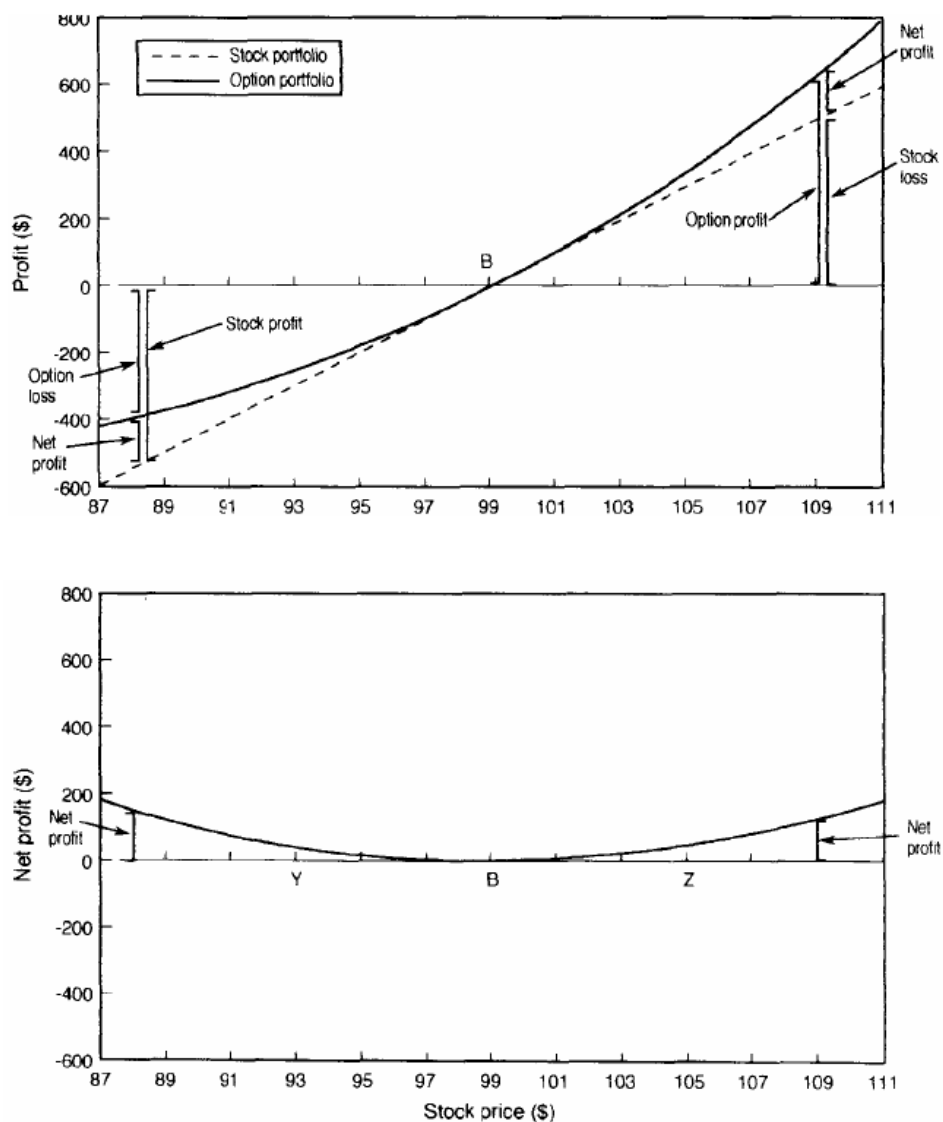 800
Stock portfolio
Option portfolio
Net
profit
600
400
Stock
loss
Option profit
200
B
0
Stock profit
-200
Option
loss
-400
Net
profit
-600
87 89 91 93 95 97 99 101 103 105 107 109 111
Profit ($)
800
600
400
200
Net
profit
Net
profit
0
Y B Z
-200
-400
-600
87 89 91 93 95 97 99 101 103 105 107 109 111
Net profit ($)
Stock price ($)